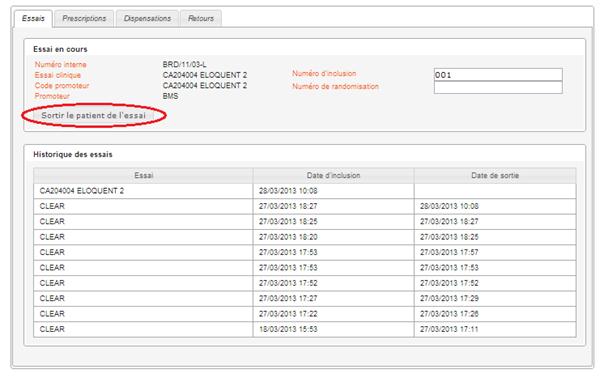 Essais Prescriptions Dispensations Retours
Essai en cours
Numéro interne BRD/11/03-L
Essai clinique CA204004 ELOQUENT 2 Numéro d'inclusion 001
Code promoteur CA204004 ELOQUENT 2 Numéro de randomisation
Promoteur BMS
Sortir le patient de l'essai
Historique des essais
Essai Date d'inclusion Date de sortie
CA204004 ELOQUENT 2 28/03/2013 10:08
CLEAR 27/03/2013 18:27 28/03/2013 10:08
CLEAR 27/03/2013 18:25 27/03/2013 18:27
CLEAR 27/03/2013 18:20 27/03/2013 18:25
CLEAR 27/03/2013 17:53 27/03/2013 17:57
CLEAR 27/03/2013 17:53 27/03/2013 17:53
CLEAR 27/03/2013 17:52 27/03/2013 17:52
CLEAR 27/03/2013 17:27 27/03/2013 17:29
CLEAR 27/03/2013 17:22 27/03/2013 17:26
CLEAR 18/03/2013 15:53 27/03/2013 17:11